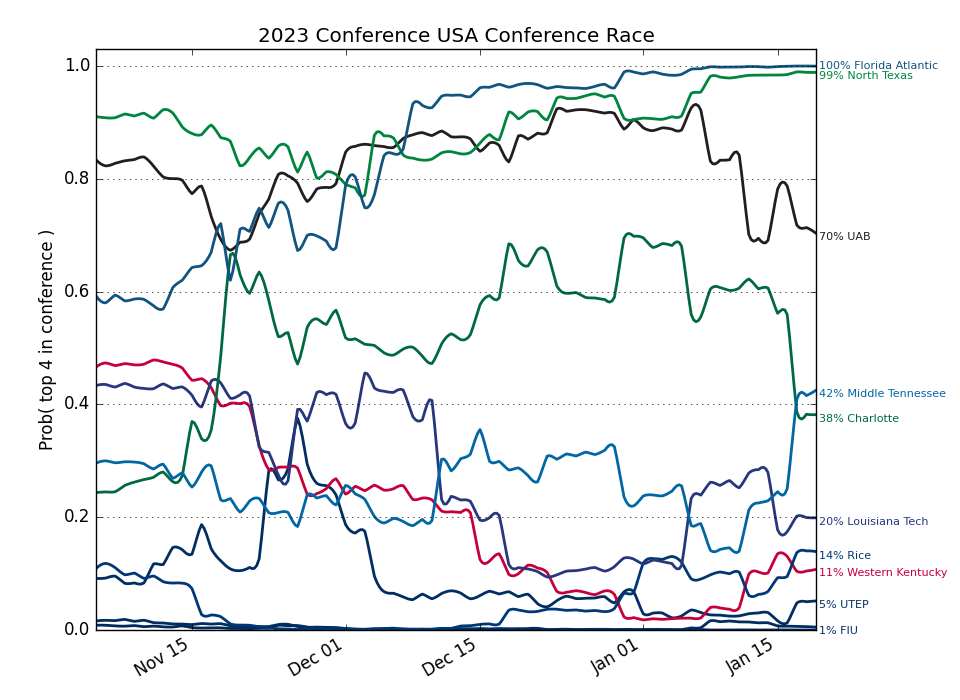 2023 Conference USA Conference Race
Prob( top 4 in conference )
1.0
0.8
0.6
0.4
0.2
0.0
Nov 15
Dec 01
Dec 15
Jan 01
Jan 15
100% Florida Atlantic
99% North Texas
70% UAB
42% Middle Tennessee
38% Charlotte
20% Louisiana Tech
14% Rice
11% Western Kentucky
5% UTEP
1% FIU